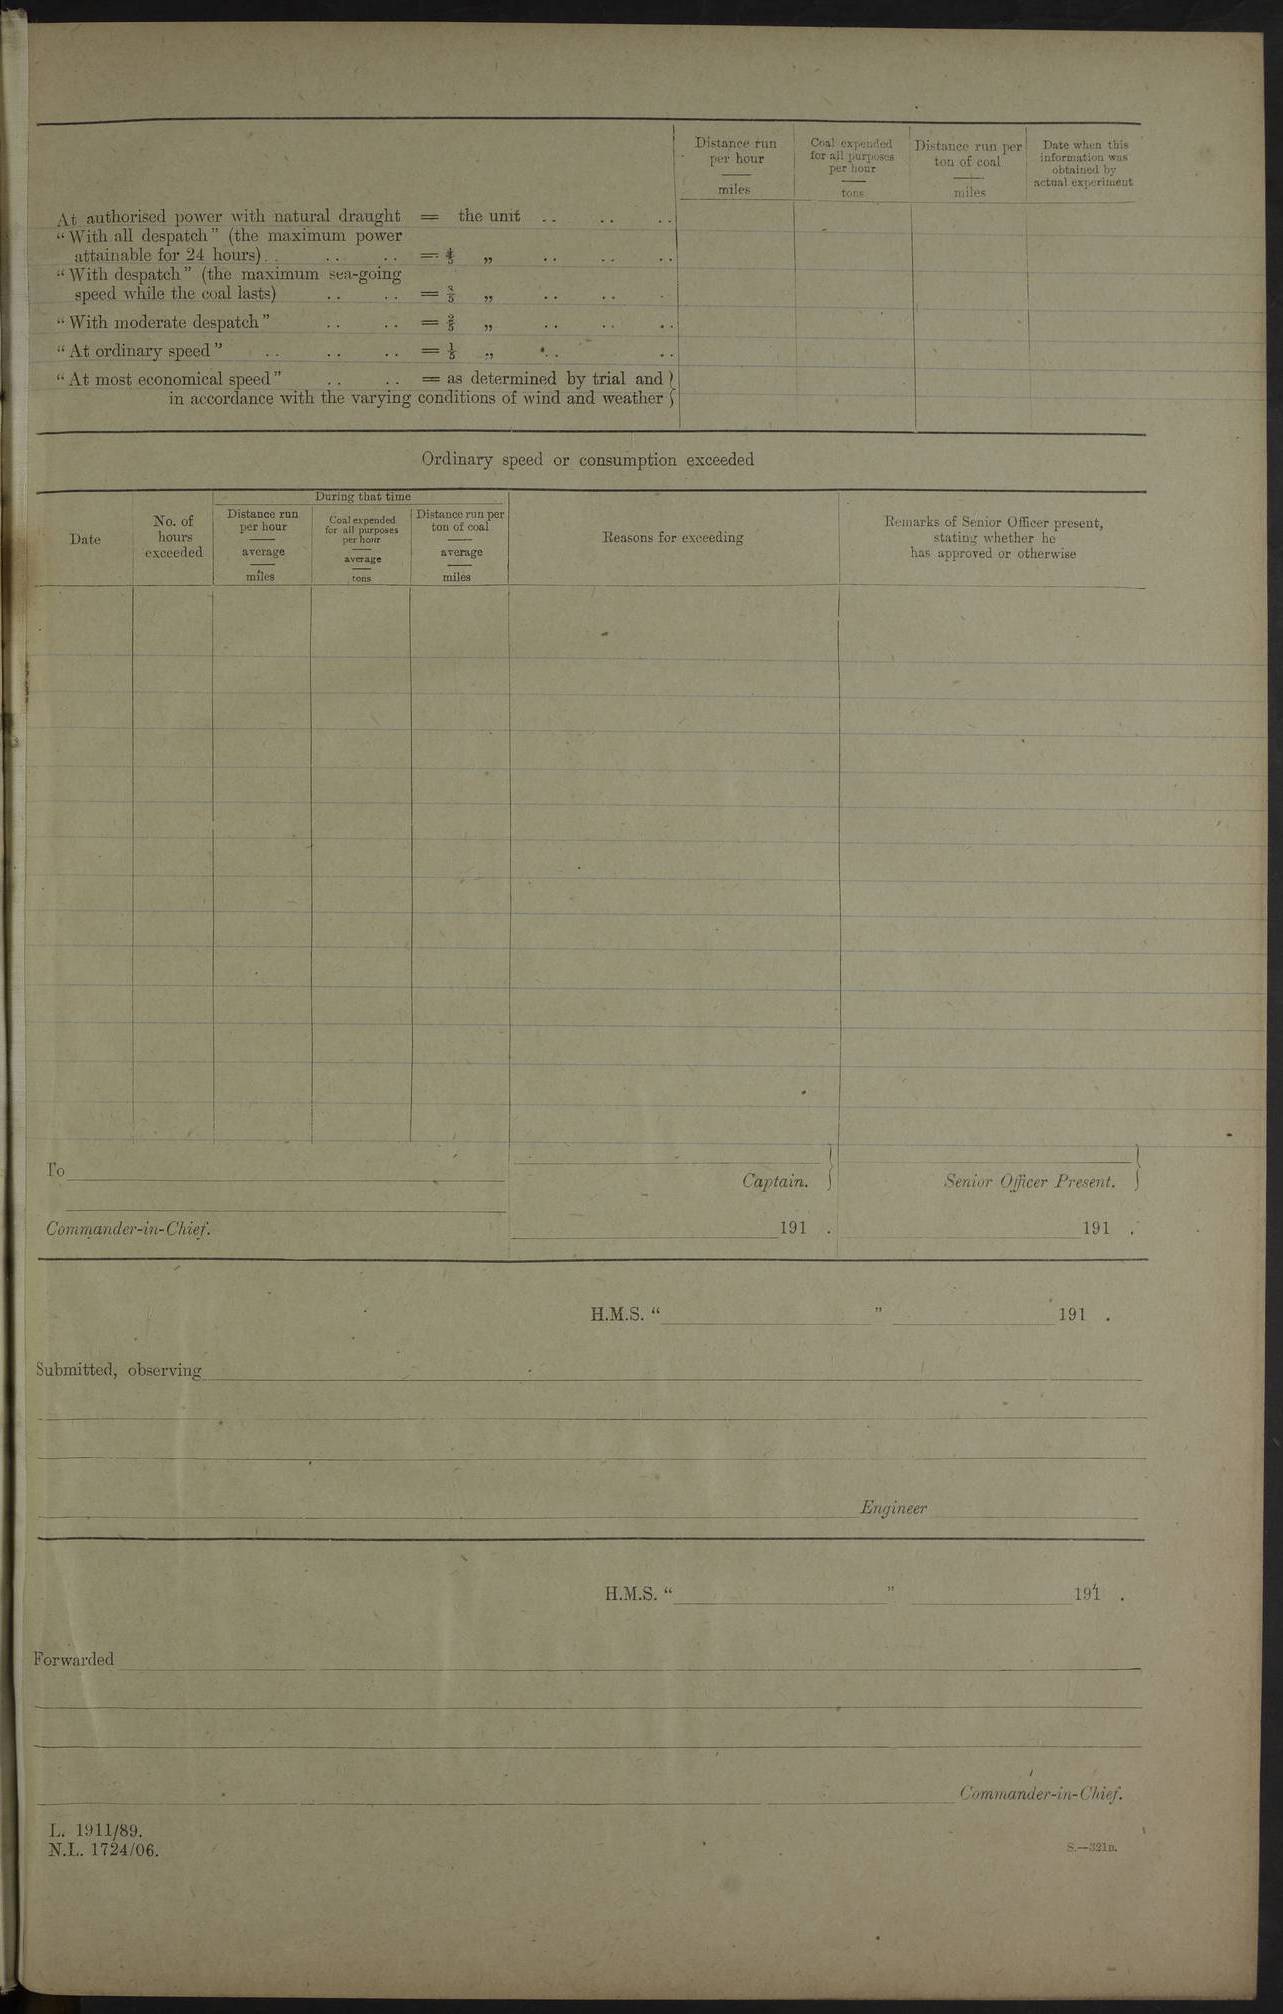 Distance run per hour miles
Coal expended for all purposes per hour tons
Distance run per ton of coal miles
Date when this information was obtained by actual experiment
At authorised power with natural draught = the unit .. .. ..
“With all despatch” (the maximum power
attainable for 24 hours) .. .. .. = 4/5 „ .. .. ..
“With despatch” (the maximum sea-going
speed while the coal lasts) .. .. = 3/5 „ .. .. .
“With moderate despatch” .. .. = 2/5 „ .. .. ..
“At ordinary speed” .. .. .. = 1/5 „ .. ..
“At most economical speed” .. .. = as determined by trial and }
in accordance with the varying conditions of wind and weather }
Ordinary speed or consumption exceeded
Date
No. of hours exceeded
During that time
Distance run per hour average miles
Coal expended for all purposes per hour average tons
Distance run per ton of coal average miles
Reasons for exceeding
Remarks of Senior Officer present,
stating whether he
has approved or otherwise
To
Captain. }
Senior Officer Present. }
Commander-in-Chief.
191 .
191 .
H.M.S. “ ” 191 .
Submitted, observing
Engineer
H.M.S. “ ” 191 .
Forwarded
Commander-in-Chief.
L. 1911/89.
N.L. 1724/06.
S.—321B.